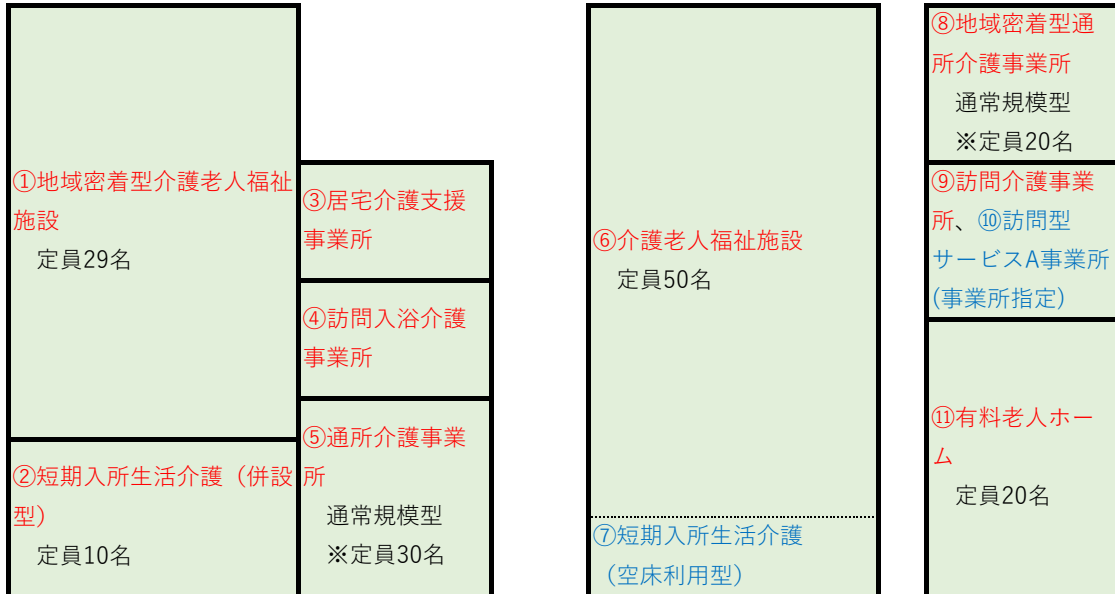 ①地域密着型介護老人福祉
施設
定員29名
②短期入所生活介護（併設
型）
定員10名
③居宅介護支援
事業所
④訪問入浴介護
事業所
⑤通所介護事業
所
通常規模型
※定員30名
⑥介護老人福祉施設
定員50名
⑦短期入所生活介護
（空床利用型）
⑧地域密着型通
所介護事業所
通常規模型
※定員20名
⑨訪問介護事業
所、⑩訪問型
サービスA事業所
(事業所指定)
⑪有料老人ホー
ム
定員20名